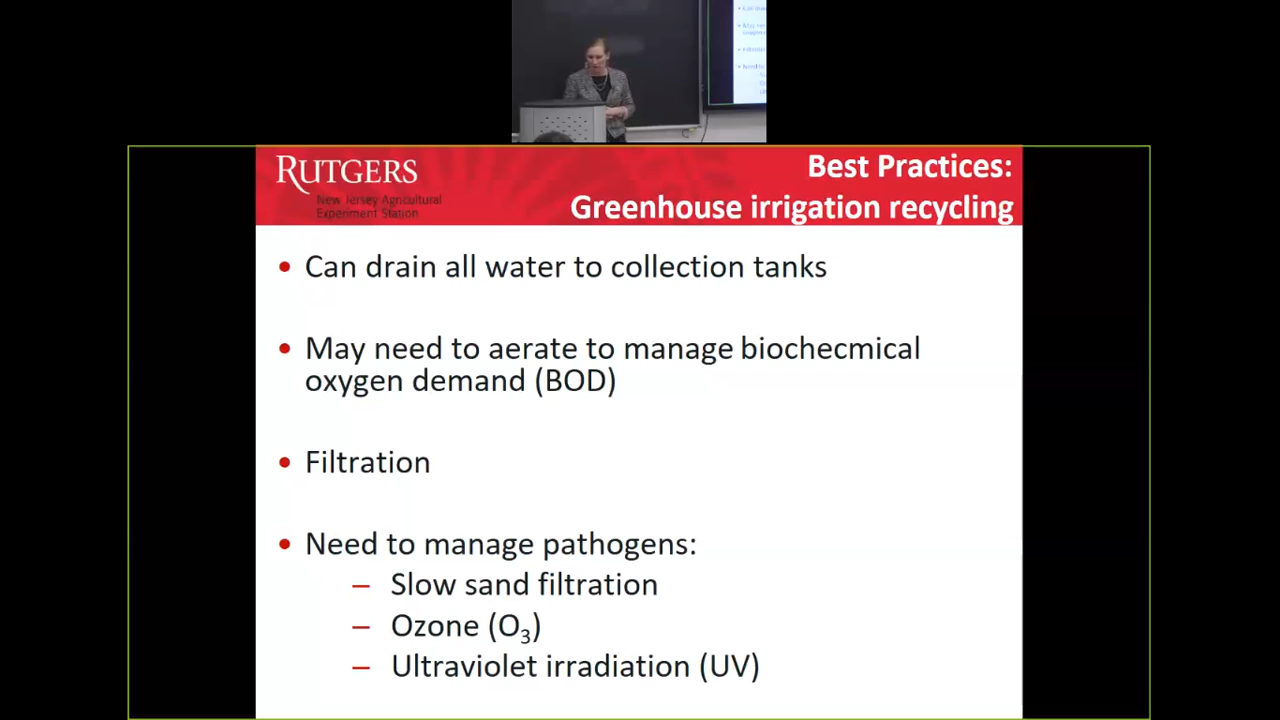 RUTGERS
New Jersey Agricultural
Experiment Station
Best Practices:
Greenhouse irrigation recycling
• Can drain all water to collection tanks
• May need to aerate to manage biochecmical
oxygen demand (BOD)
• Filtration
• Need to manage pathogens:
– Slow sand filtration
– Ozone (O₃)
– Ultraviolet irradiation (UV)